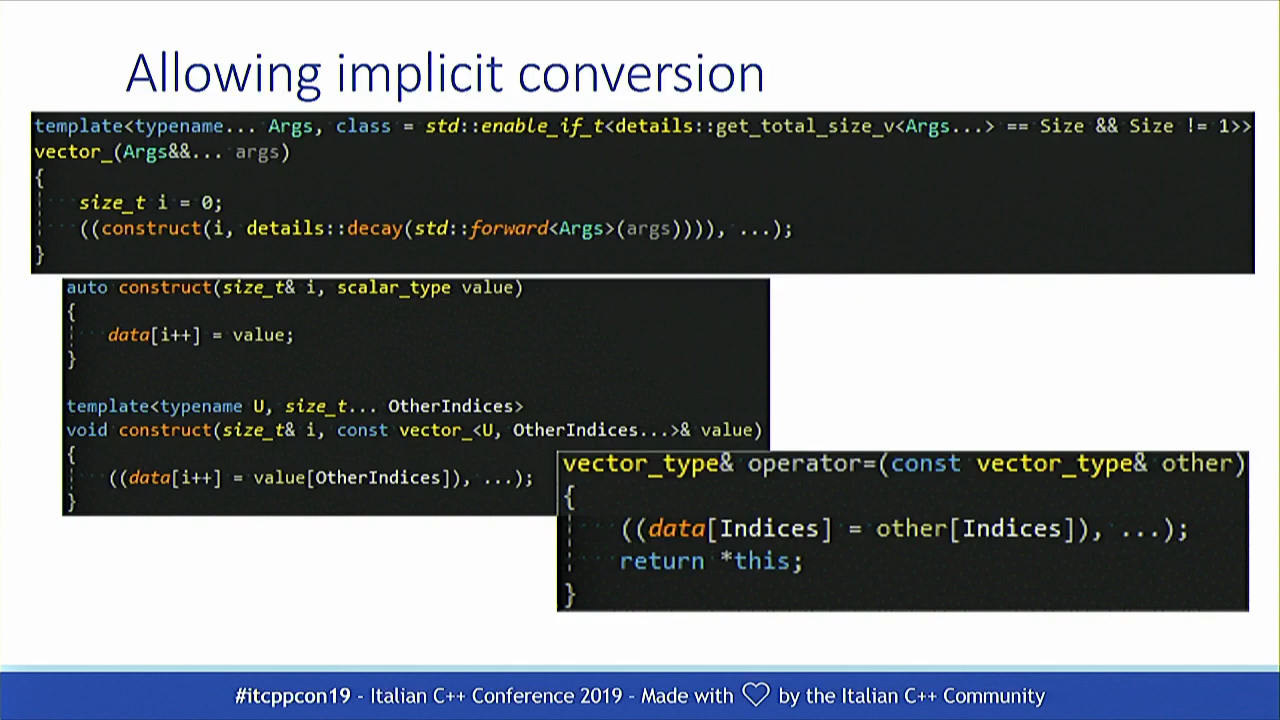 Allowing implicit conversion
template<typename... Args, class = std::enable_if_t<details::get_total_size_v<Args...> == Size && Size != 1>>
vector_(Args&&... args)
{
size_t i = 0;
((construct(i, details::decay(std::forward<Args>(args)))), ...);
}
auto construct(size_t& i, scalar_type value)
{
data[i++] = value;
}
template<typename U, size_t... OtherIndices>
void construct(size_t& i, const vector_<U, OtherIndices...>& value)
{
((data[i++] = value[OtherIndices]), ...);
}
vector_type& operator=(const vector_type& other)
{
((data[Indices] = other[Indices]), ...);
return *this;
}
#itcppcon19 - Italian C++ Conference 2019 - Made with ♡ by the Italian C++ Community